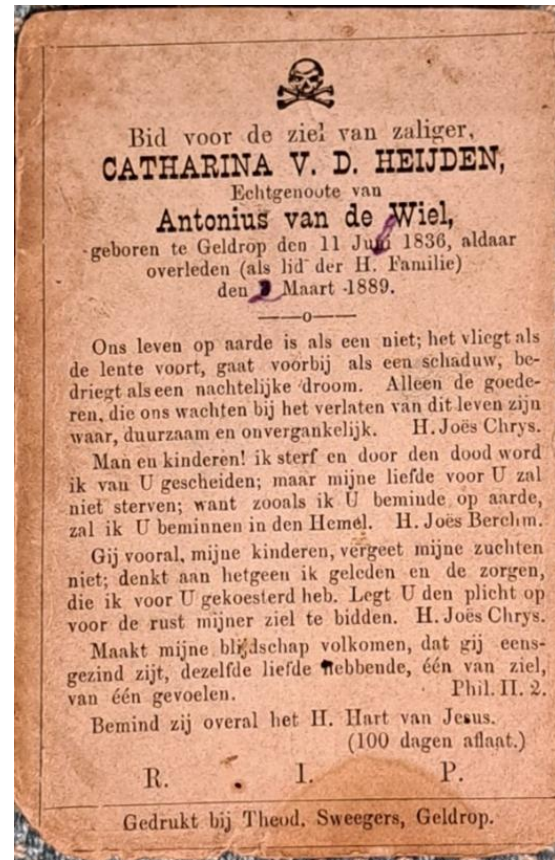 Bid voor de ziel van zaliger,
CATHARINA V. D. HEIJDEN,
Echtgenoote van
Antonius van de Wiel,
geboren te Geldrop den 11 1836, aldaar
overleden (als lid der H. Familie)
den Maart 1889.
Ons leven op aarde is als een niet; het vliegt als
de lente voort, gaat voorbij als een schaduw, be-
driegt als een nachtelijke droom. Alleen de goede-
ren, die ons wachten bij het verlaten van dit leven zijn
waar, duurzaam en onvergankelijk. H. Joës Chrys.
Man en kinderen! ik sterf en door den dood word
ik van U gescheiden; maar mijne liefde voor U zal
niet sterven; want zooals ik U beminde op aarde,
zal ik U beminnen in den Hemel. H. Joës Berchm.
Gij vooral, mijne kinderen, vergeet mijne zuchten
niet; denkt aan hetgeen ik geleden en de zorgen,
die ik voor U gekoesterd heb. Legt U den plicht op
voor de rust mijner ziel te bidden. H. Joës Chrys.
Maakt mijne blijdschap volkomen, dat gij eens-
gezind zijt, dezelfde liefde hebbende, één van ziel,
van één gevoelen. Phil. II. 2.
Bemind zij overal het H. Hart van Jesus.
(100 dagen aflaat.)
R. I. P.
Gedrukt bij Theod. Sweegers, Geldrop.